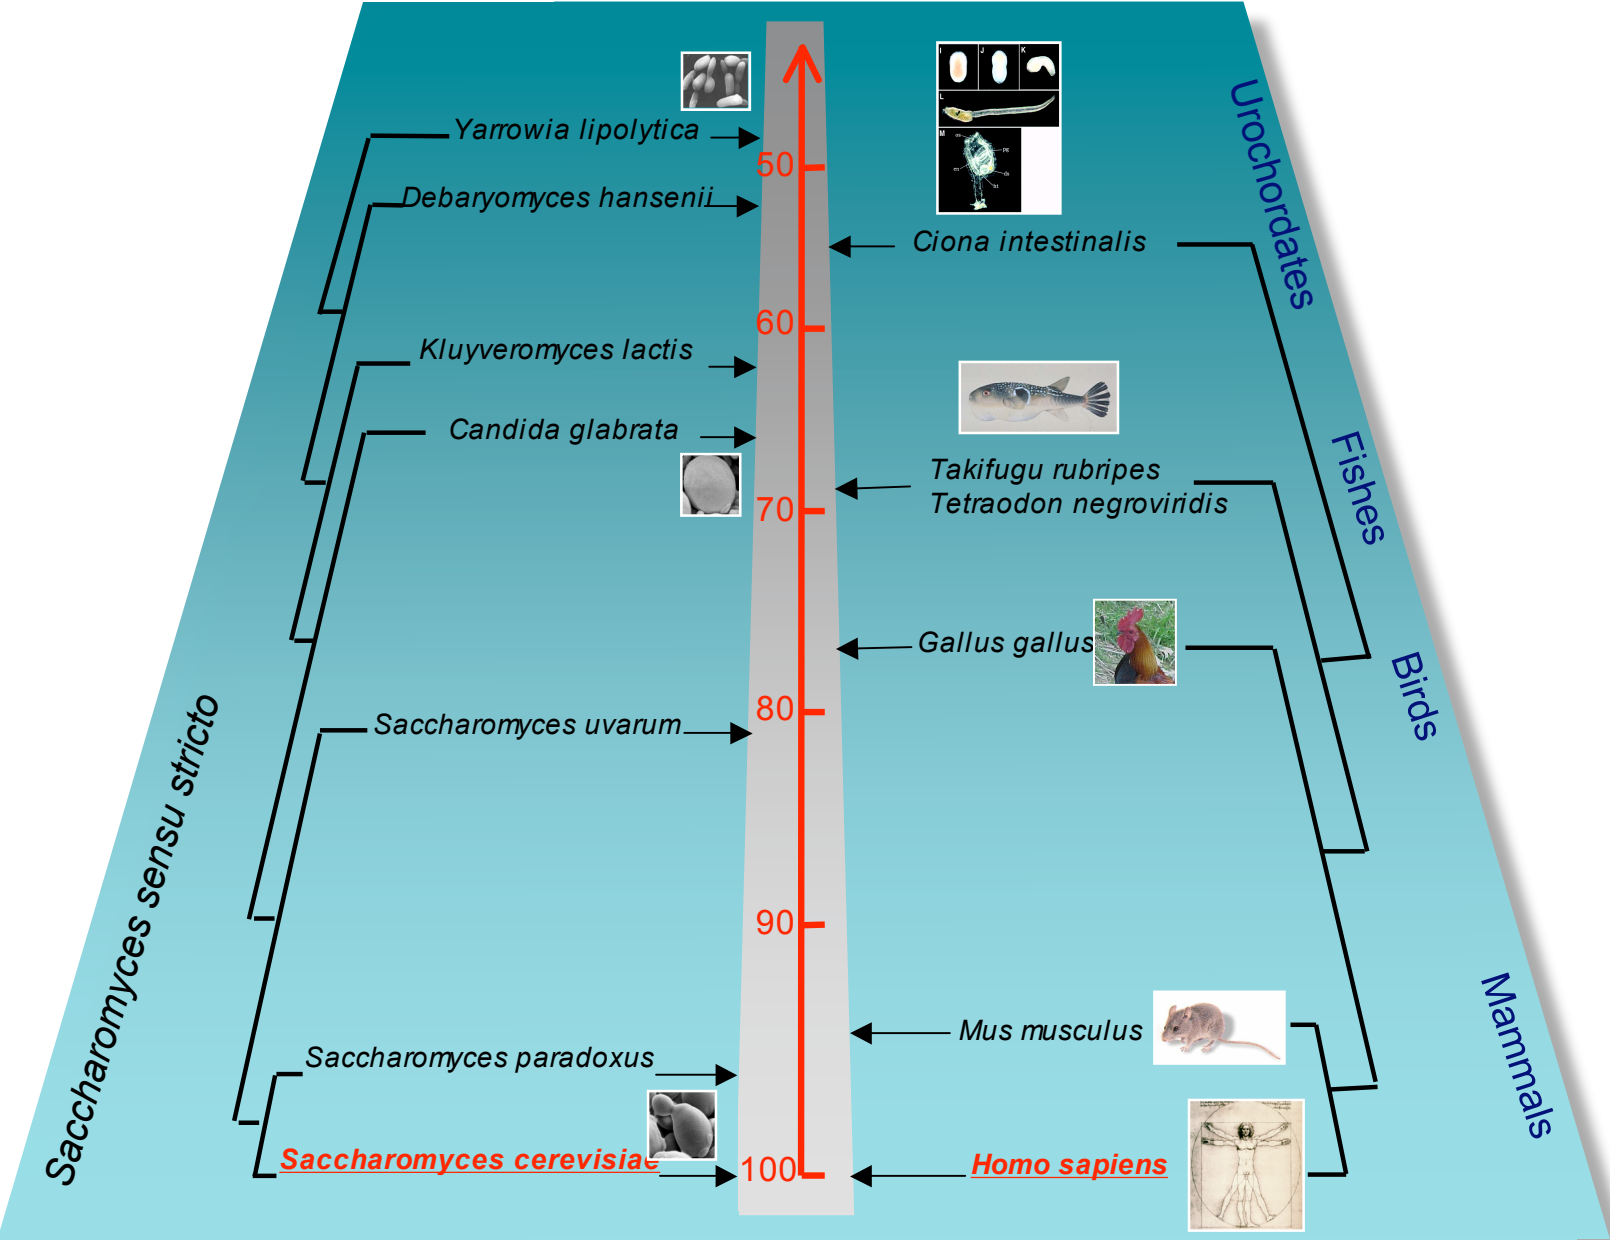 Yarrowia lipolytica
Debaryomyces hansenii
Kluyveromyces lactis
Candida glabrata
Saccharomyces uvarum
Saccharomyces paradoxus
Saccharomyces cerevisiae
Saccharomyces sensu stricto
50
60
70
80
90
100
I
J
K
L
M
Ciona intestinalis
Takifugu rubripes
Tetraodon negroviridis
Gallus gallus
Mus musculus
Homo sapiens
Urochordates
Fishes
Birds
Mammals